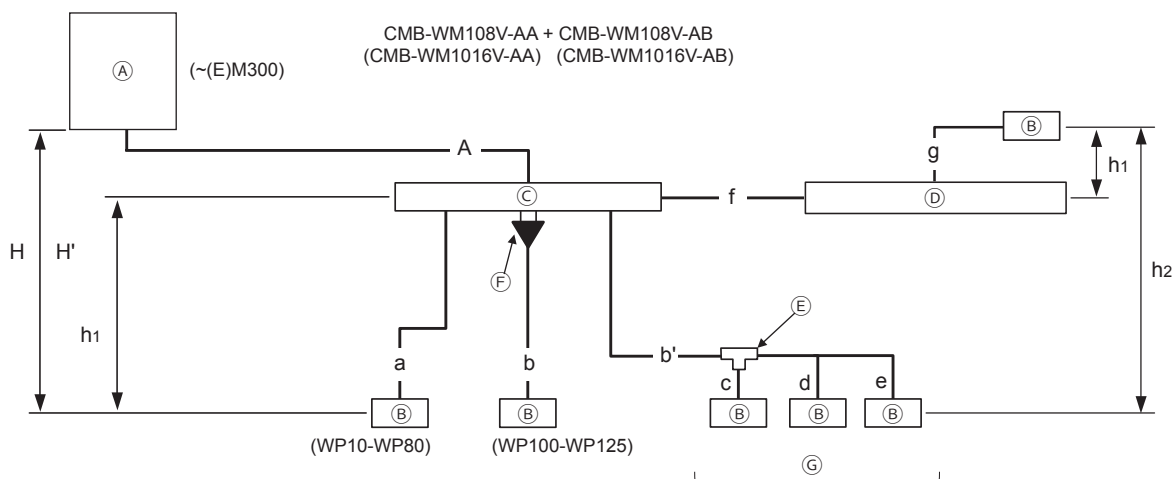 CMB-WM108V-AA + CMB-WM108V-AB
(CMB-WM1016V-AA) (CMB-WM1016V-AB)
A
(~(E)M300)
A
B
g
h1
C
f
D
H
H'
F
h2
h1
E
a
b
b'
c
d
e
B
B
B
B
B
(WP10-WP80)
(WP100-WP125)
G